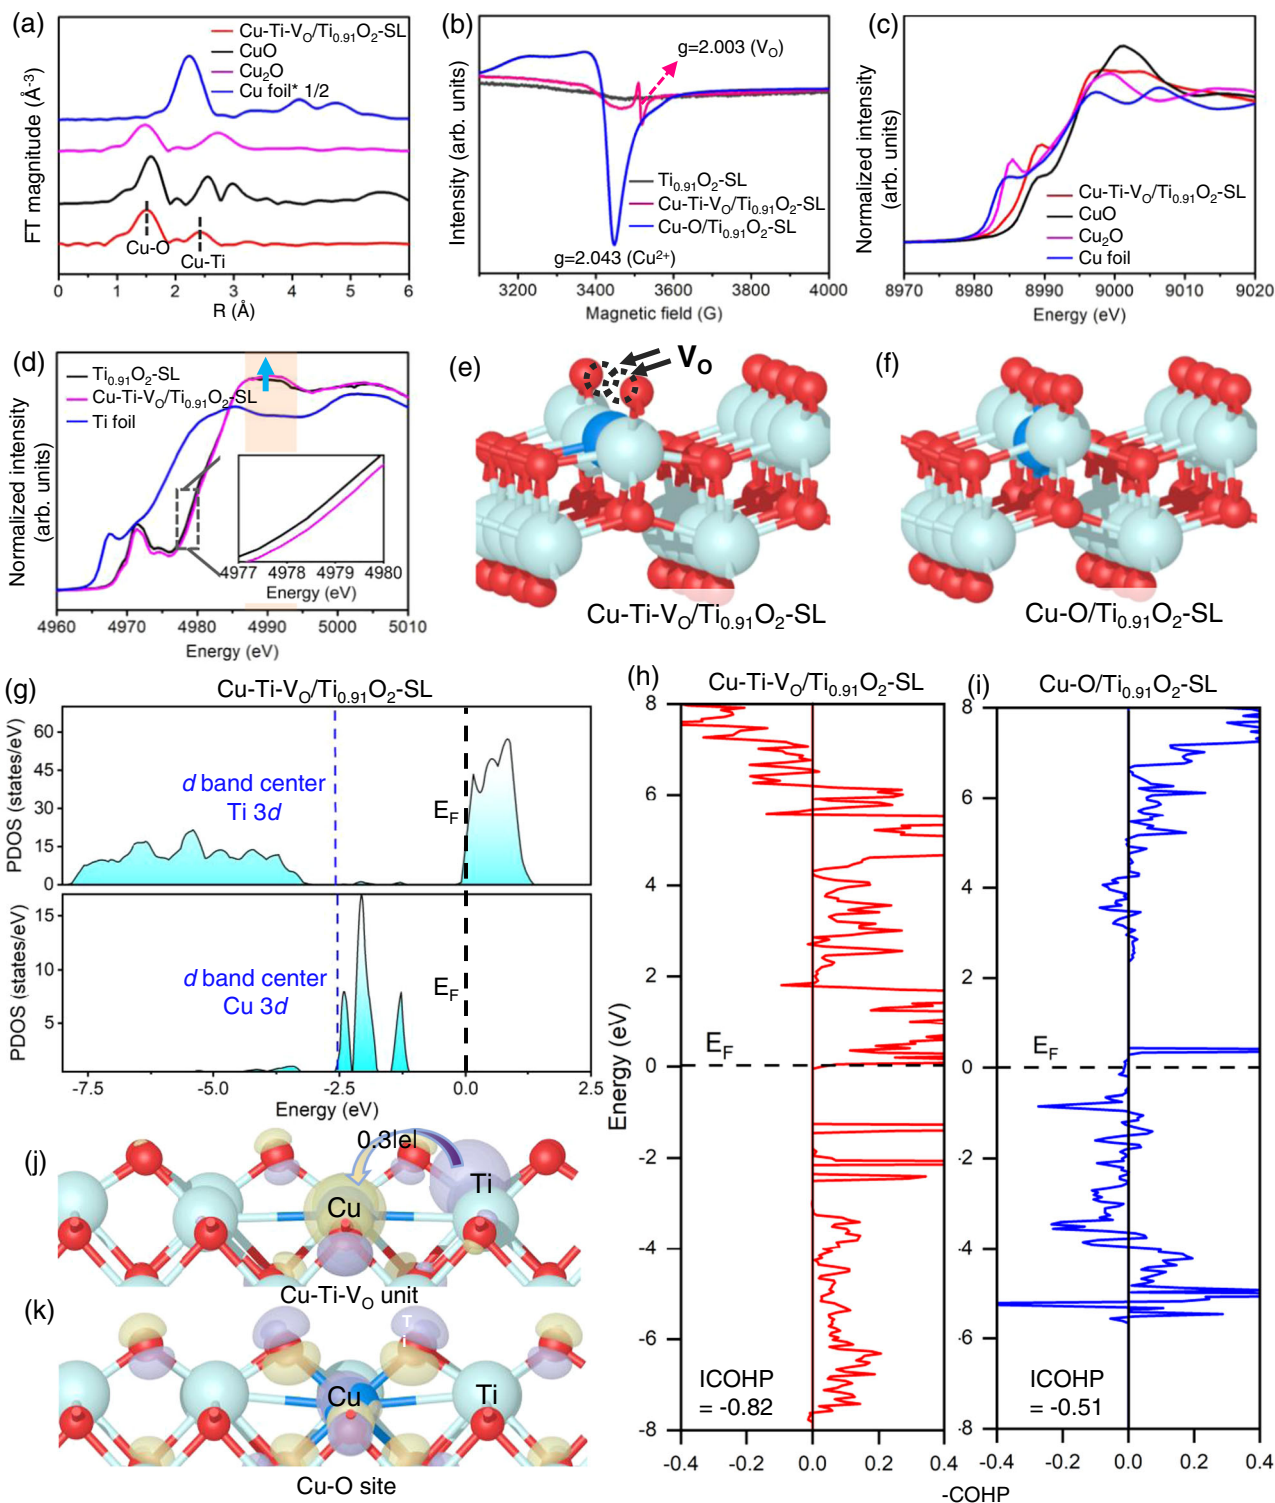 (a)
Cu-Ti-VO/Ti0.91O2-SL
CuO
Cu2O
Cu foil* 1/2
FT magnitude (Å-3)
Cu-O
Cu-Ti
0 1 2 3 4 5 6
R (Å)
(b)
g=2.003 (VO)
Intensity (arb. units)
Ti0.91O2-SL
Cu-Ti-VO/Ti0.91O2-SL
Cu-O/Ti0.91O2-SL
g=2.043 (Cu2+)
3200 3400 3600 3800 4000
Magnetic field (G)
(c)
Normalized intensity
(arb. units)
Cu-Ti-VO/Ti0.91O2-SL
CuO
Cu2O
Cu foil
8970 8980 8990 9000 9010 9020
Energy (eV)
(d)
Ti0.91O2-SL
Cu-Ti-VO/Ti0.91O2-SL
Ti foil
Normalized intensity
(arb. units)
4977 4978 4979 4980
Energy (eV)
4960 4970 4980 4990 5000 5010
Energy (eV)
(e)
VO
Cu-Ti-VO/Ti0.91O2-SL
(f)
Cu-O/Ti0.91O2-SL
(g)
Cu-Ti-VO/Ti0.91O2-SL
PDOS (states/eV)
60
45
30
15
0
d band center
Ti 3d
EF
PDOS (states/eV)
15
10
5
d band center
Cu 3d
EF
-7.5 -5.0 -2.5 0.0 2.5
Energy (eV)
(h)
Cu-Ti-VO/Ti0.91O2-SL
Energy (eV)
8
6
4
2
0
-2
-4
-6
-8
EF
ICOHP
= -0.82
-0.4 -0.2 0.0 0.2 0.4
(i)
Cu-O/Ti0.91O2-SL
8
6
4
2
0
-2
-4
-6
-8
EF
ICOHP
= -0.51
-0.4 -0.2 0.0 0.2 0.4
-COHP
(j)
0.3lel
Cu
Ti
Cu-Ti-VO unit
(k)
Ti
Cu
Ti
Cu-O site